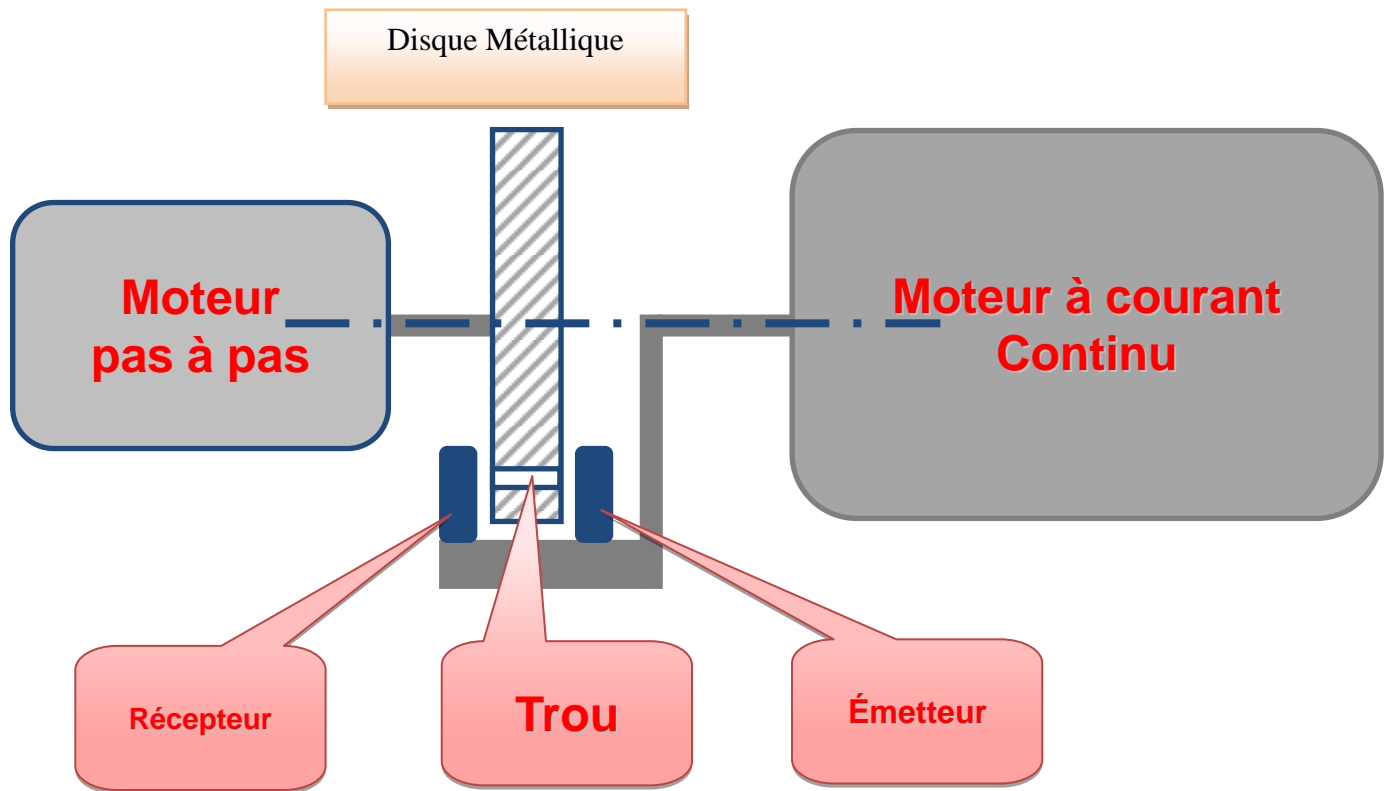 Disque Métallique
Moteur
pas à pas
Moteur à courant
Continu
Récepteur
Trou
Émetteur